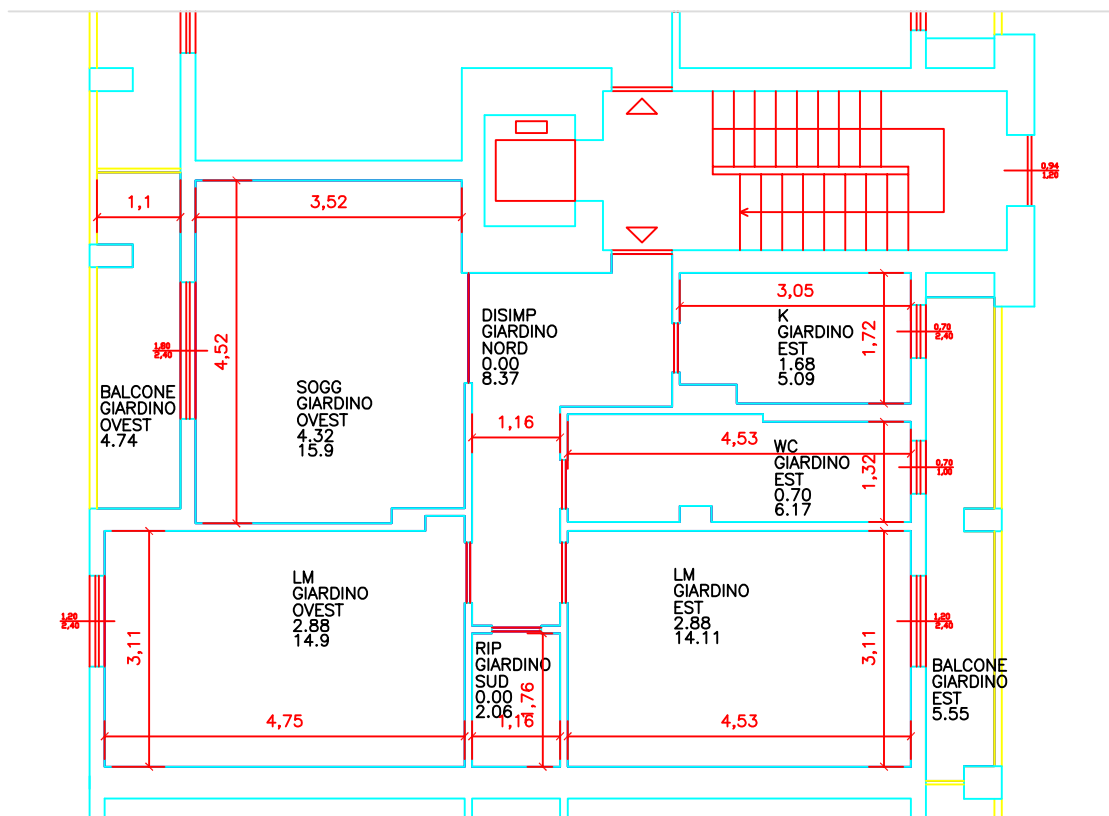 0,94
1,20
1,1
3,52
3,05
DISIMP
GIARDINO
NORD
0.00
8.37
K
GIARDINO
EST
1.68
5.09
1,72
0,70
2,40
1,80
2,40
4,52
BALCONE
GIARDINO
OVEST
4.74
SOGG
GIARDINO
OVEST
4.32
15.9
1,16
4,53
WC
GIARDINO
EST
0.70
6.17
1,32
0,70
1,00
LM
GIARDINO
OVEST
2.88
14.9
LM
GIARDINO
EST
2.88
14.11
1,20
2,40
3,11
1,20
2,40
3,11
RIP
GIARDINO
SUD
0.00
2.06
1,76
BALCONE
GIARDINO
EST
5.55
4,75
1,16
4,53